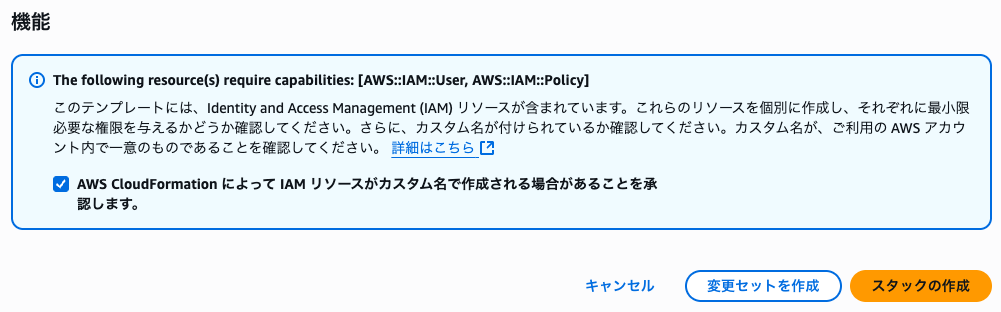 機能
The following resource(s) require capabilities: [AWS::IAM::User, AWS::IAM::Policy]
このテンプレートには、Identity and Access Management (IAM) リソースが含まれています。これらのリソースを個別に作成し、それぞれに最小限
必要な権限を与えるかどうか確認してください。さらに、カスタム名が付けられているか確認してください。カスタム名が、ご利用の AWS アカウ
ント内で一意のものであることを確認してください。 詳細はこちら
AWS CloudFormation によって IAM リソースがカスタム名で作成される場合があることを承
認します。
キャンセル 変更セットを作成 スタックの作成